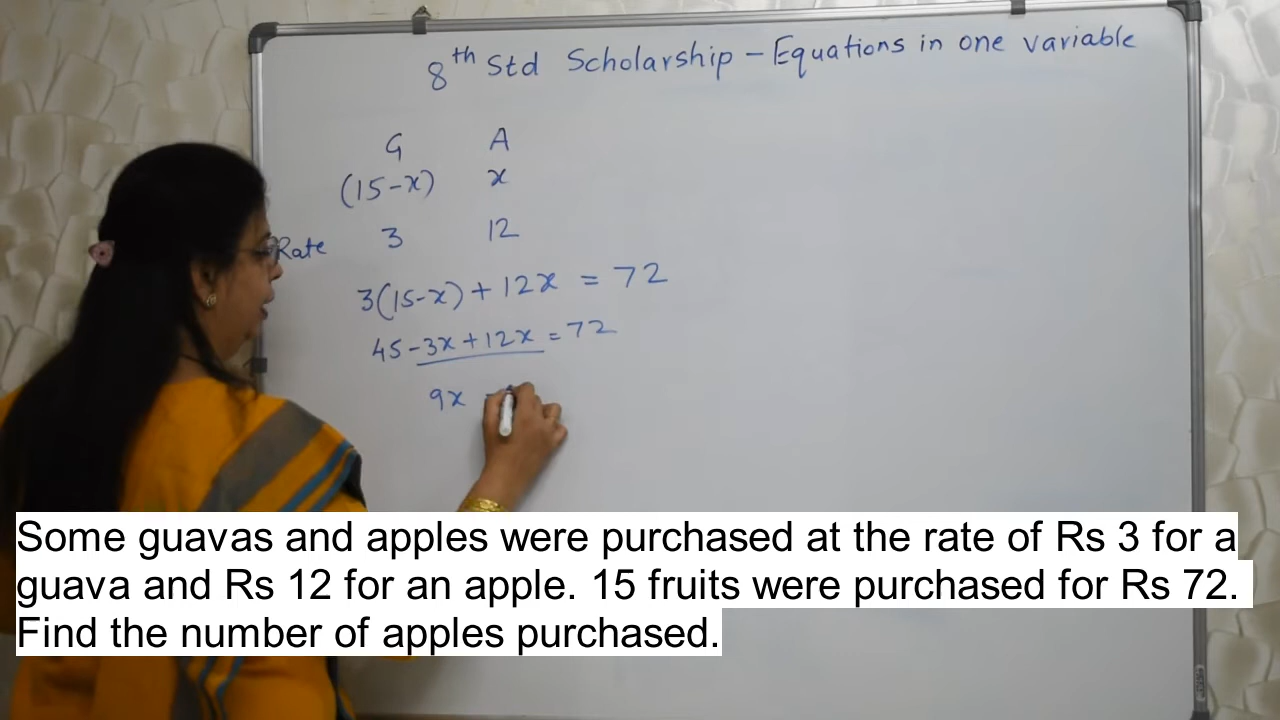 8th Std Scholarship - Equations in one variable
G A
(15-x) x
Rate 3 12
3(15-x) + 12x = 72
45 - 3x + 12x = 72
9x
Some guavas and apples were purchased at the rate of Rs 3 for a
guava and Rs 12 for an apple. 15 fruits were purchased for Rs 72.
Find the number of apples purchased.